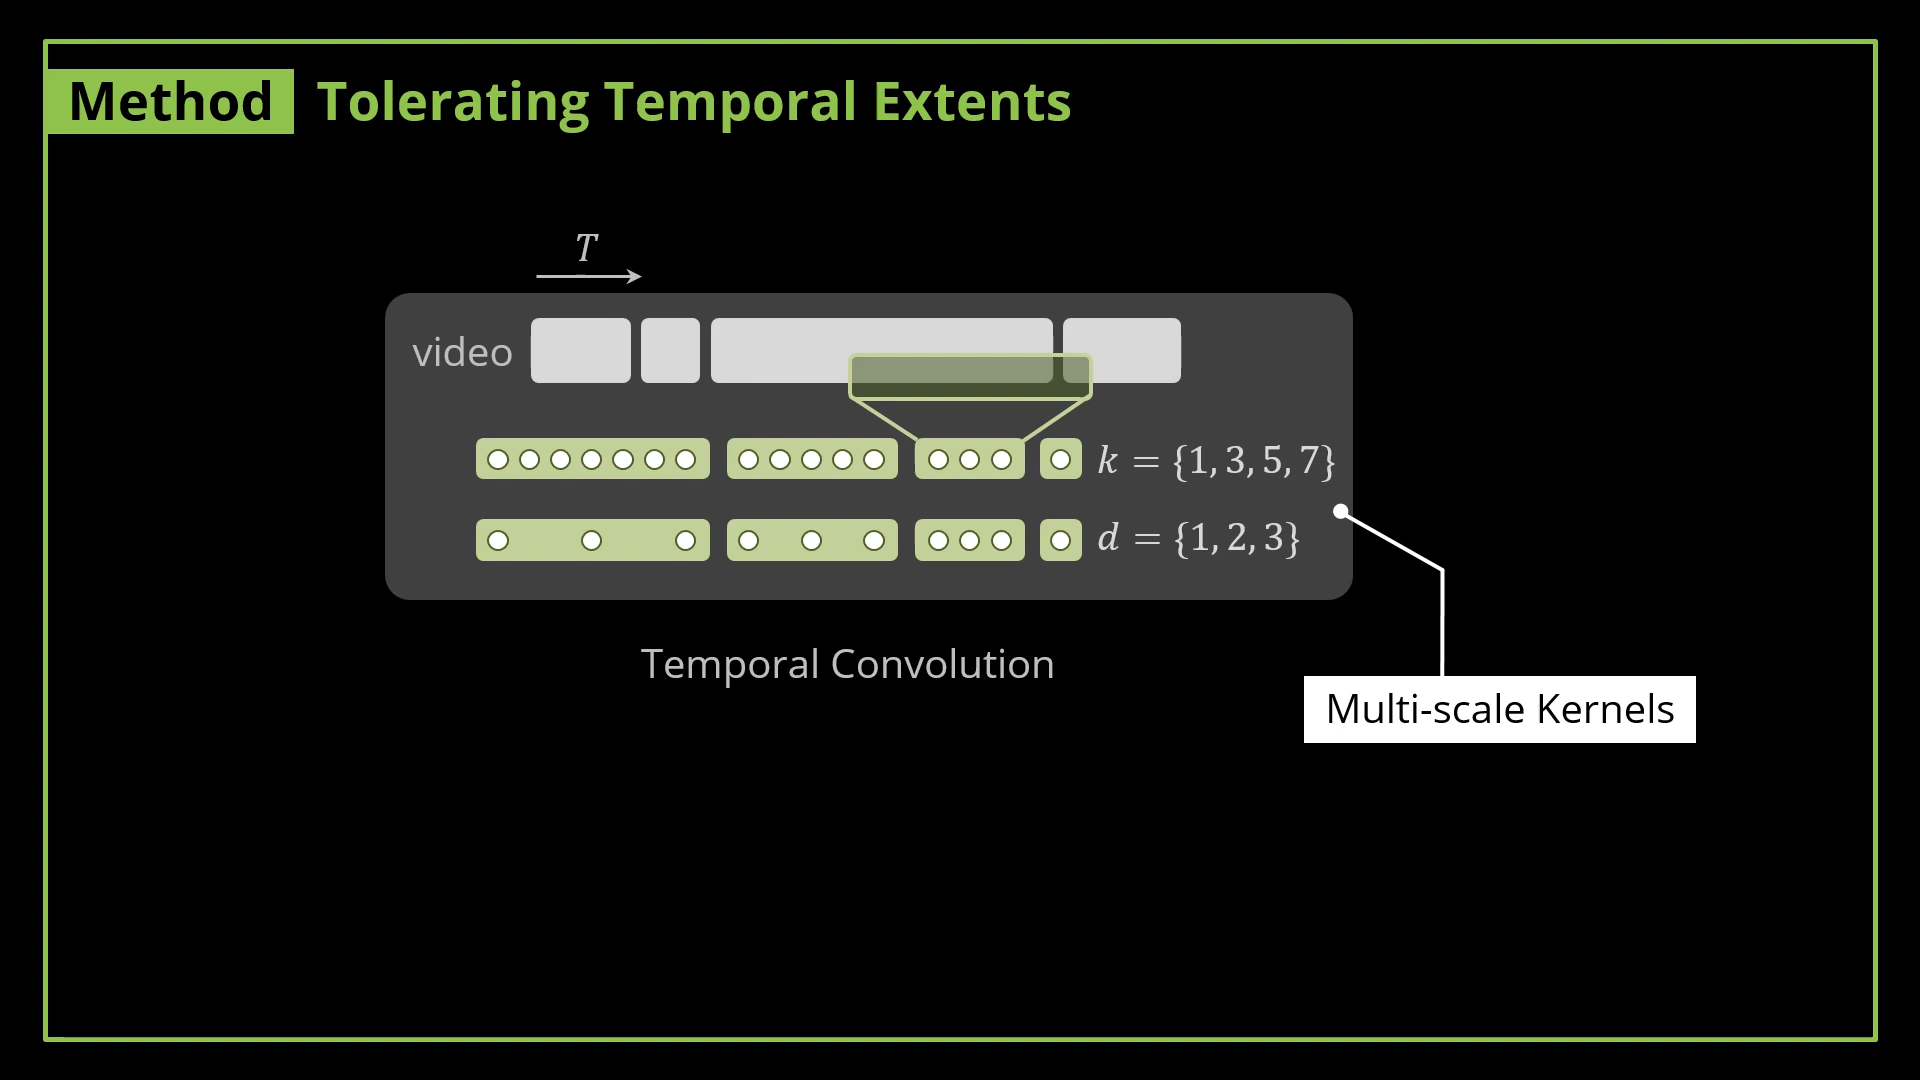 Method Tolerating Temporal Extents
T
video
k = {1, 3, 5, 7}
d = {1, 2, 3}
Temporal Convolution
Multi-scale Kernels